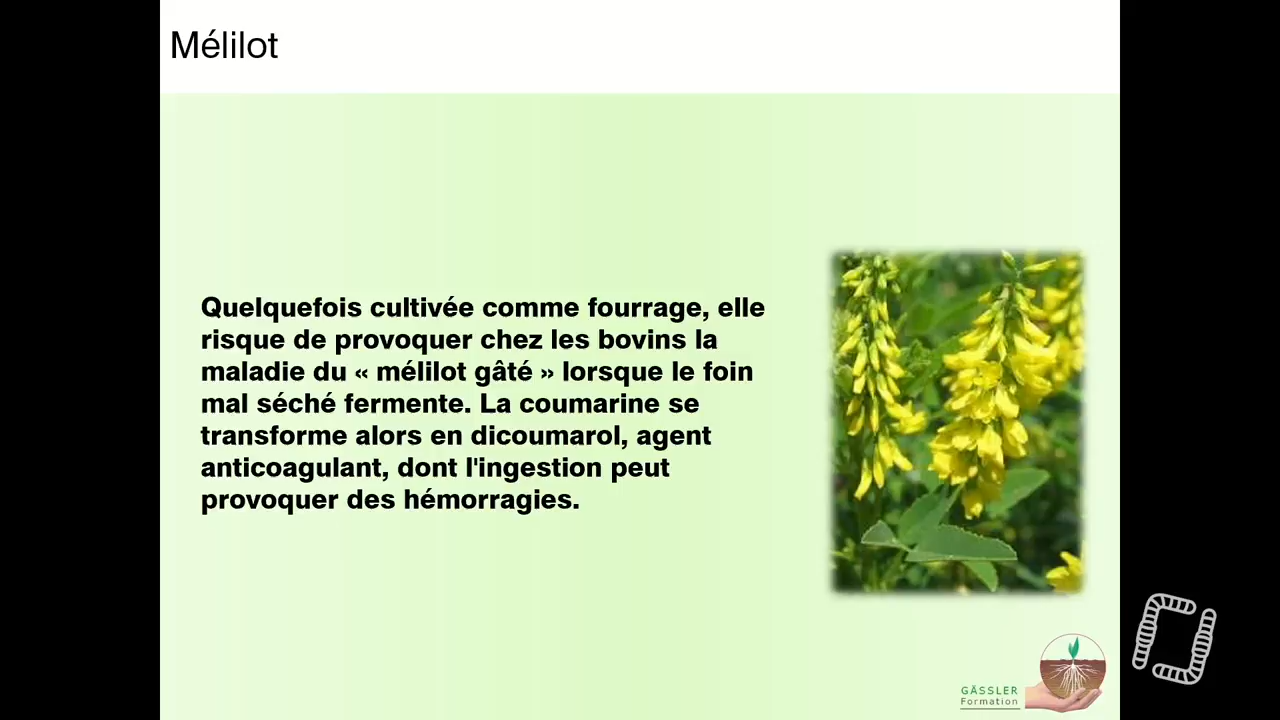 Mélilot
Quelquefois cultivée comme fourrage, elle
risque de provoquer chez les bovins la
maladie du « mélilot gâté » lorsque le foin
mal séché fermente. La coumarine se
transforme alors en dicoumarol, agent
anticoagulant, dont l'ingestion peut
provoquer des hémorragies.
GÄSSLER
Formation